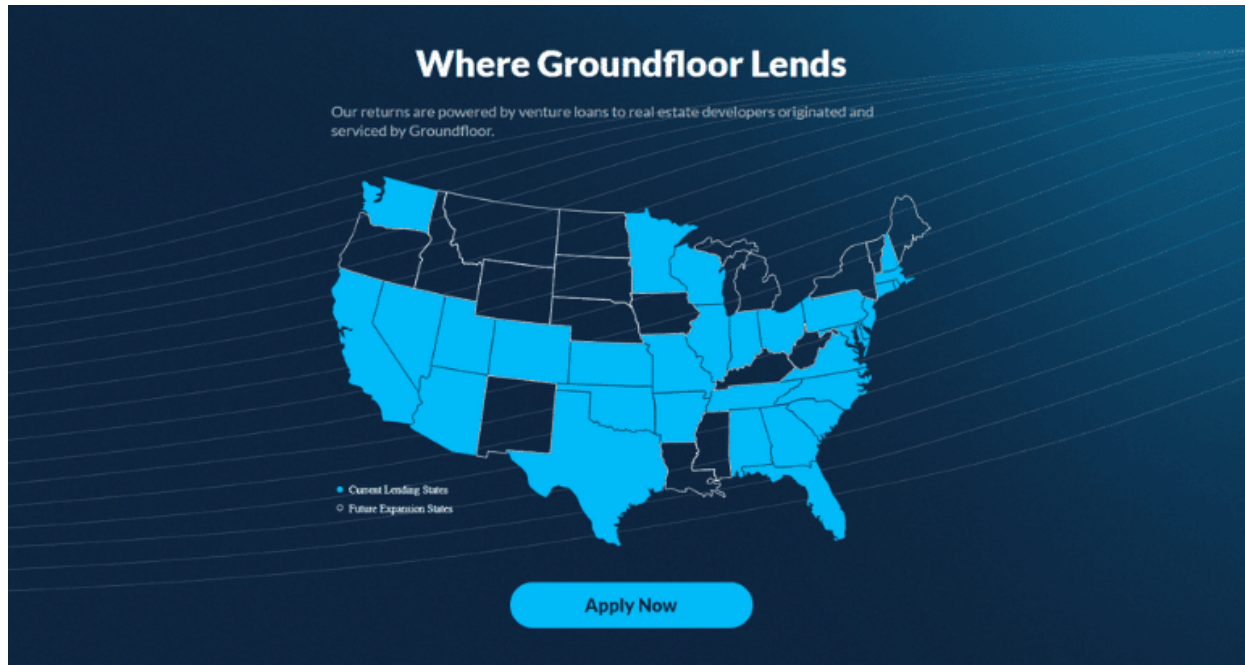 Where Groundfloor Lends
Our returns are powered by venture loans to real estate developers originated and
serviced by Groundfloor.
Current Lending States
Future Expansion States
Apply Now